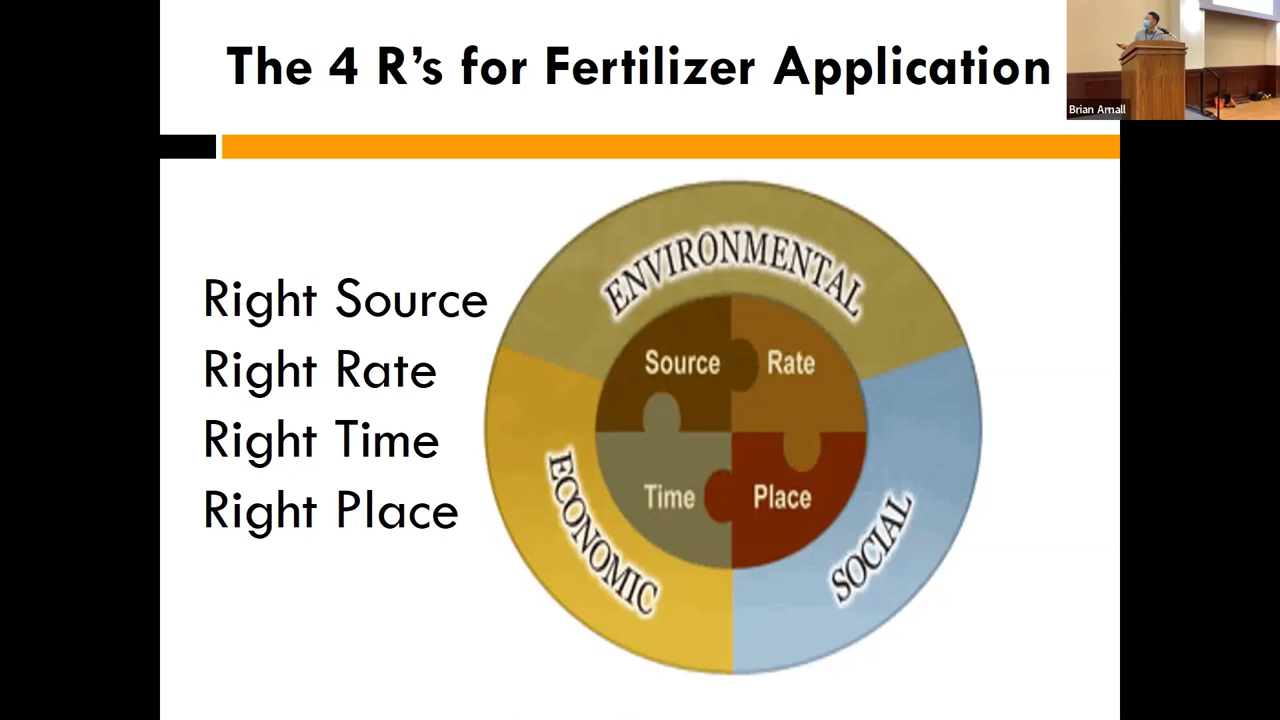 The 4 R's for Fertilizer Application
Brian Arnall
Right Source
Right Rate
Right Time
Right Place
ENVIRONMENTAL
Source
Rate
Time
Place
ECONOMIC
SOCIAL